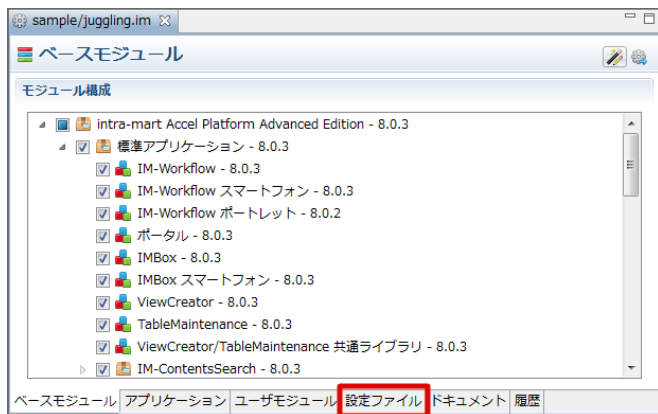 sample/juggling.im
ベースモジュール
モジュール構成
intra-mart Accel Platform Advanced Edition - 8.0.3
標準アプリケーション - 8.0.3
IM-Workflow - 8.0.3
IM-Workflow スマートフォン - 8.0.3
IM-Workflow ポートレット - 8.0.2
ポータル - 8.0.3
IMBox - 8.0.3
IMBox スマートフォン - 8.0.3
ViewCreator - 8.0.3
TableMaintenance - 8.0.3
ViewCreator/TableMaintenance 共通ライブラリ - 8.0.3
IM-ContentsSearch - 8.0.3
ベースモジュール アプリケーション ユーザモジュール 設定ファイル ドキュメント 履歴